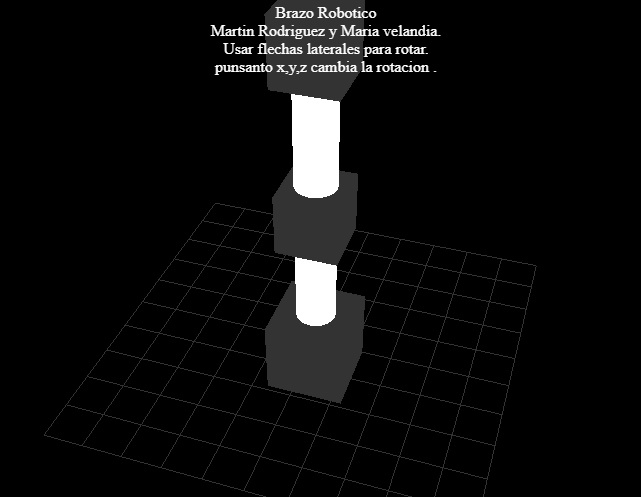 Brazo Robotico
Martin Rodriguez y Maria velandia.
Usar flechas laterales para rotar.
punsanto x,y,z cambia la rotacion .